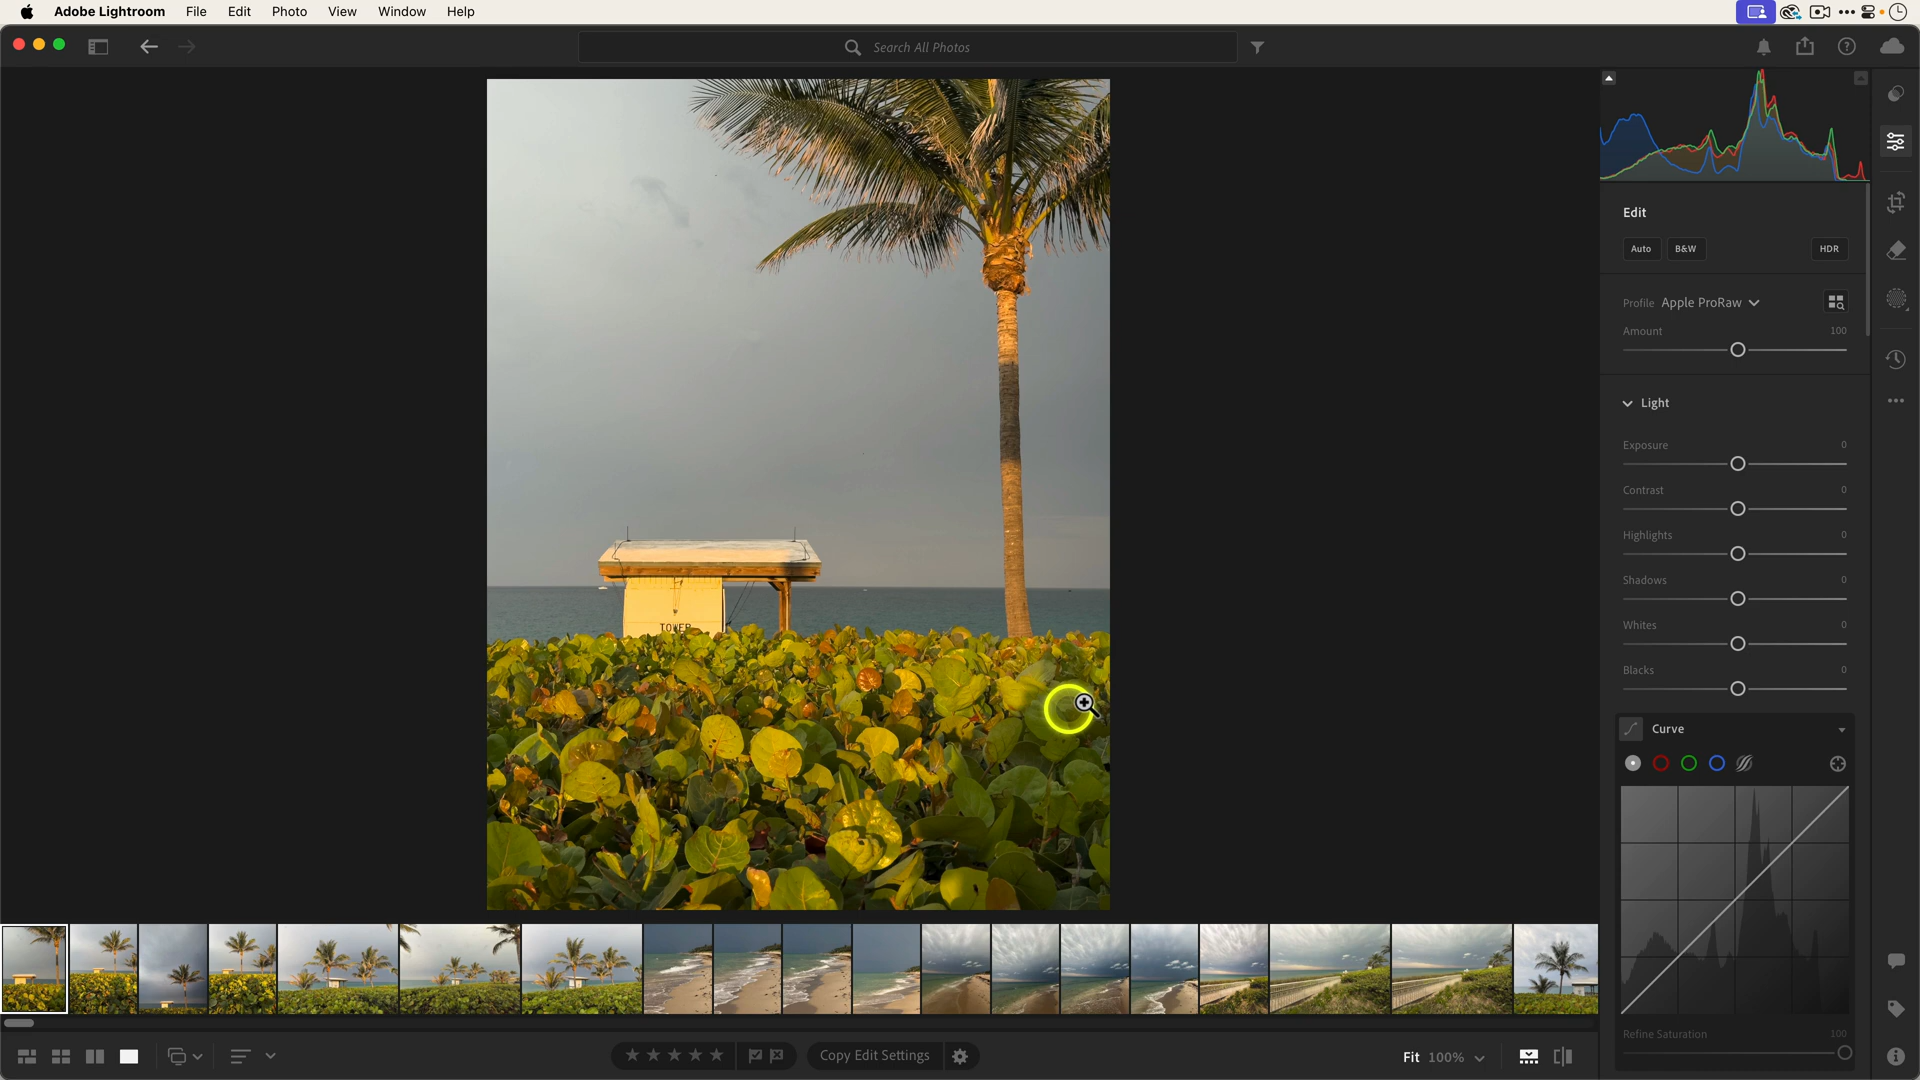 Adobe Lightroom File Edit Photo View Window Help
Search All Photos
Edit
Auto B&W HDR
Profile Apple ProRaw
Amount 100
Light
Exposure 0
Contrast 0
Highlights 0
Shadows 0
Whites 0
Blacks 0
TOWER
Curve
Refine Saturation 100
Copy Edit Settings
Fit 100%